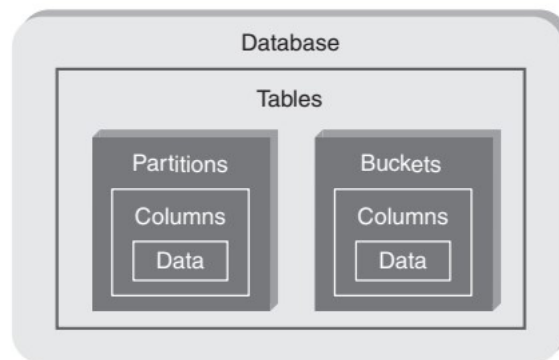 Database
Tables
Partitions
Buckets
Columns
Columns
Data
Data